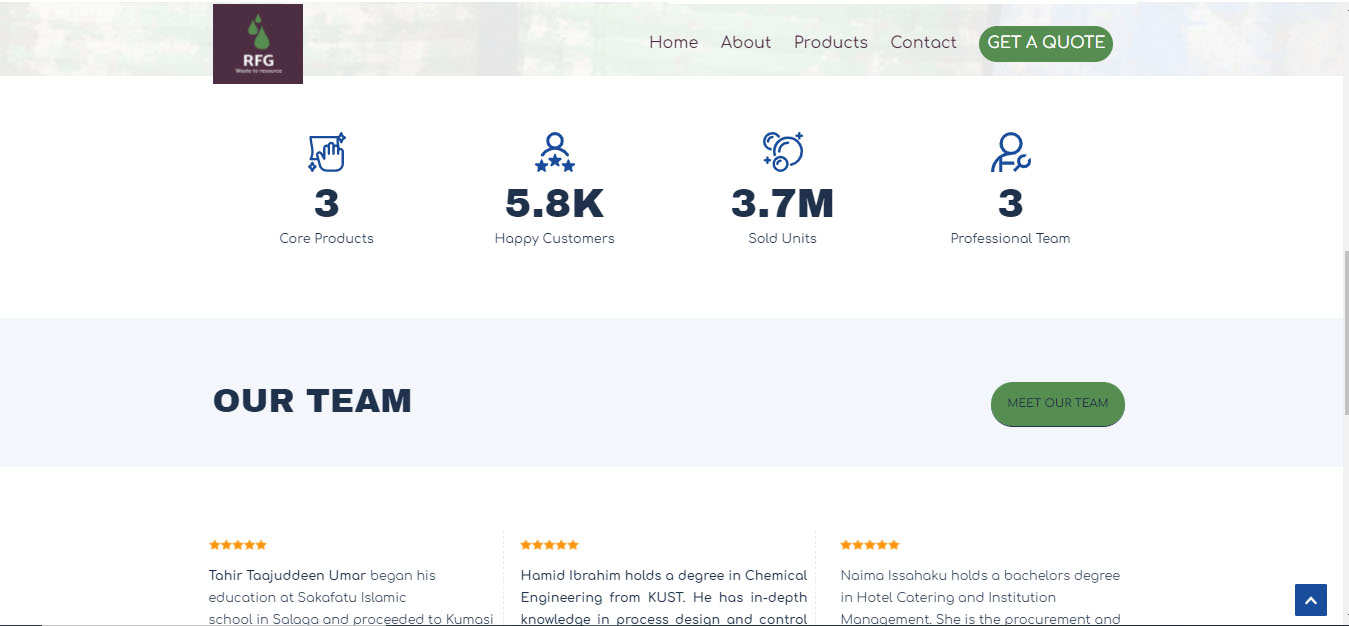 RFG
Waste to resource
Home About Products Contact GET A QUOTE
3 5.8K 3.7M 3
Core Products Happy Customers Sold Units Professional Team
OUR TEAM
MEET OUR TEAM
Tahir Taajuddeen Umar began his
education at Sakafatu Islamic
school in Salaga and proceeded to Kumasi
Hamid Ibrahim holds a degree in Chemical
Engineering from KUST. He has in-depth
knowledge in process design and control
Naima Issahaku holds a bachelors degree
in Hotel Catering and Institution
Management. She is the procurement and